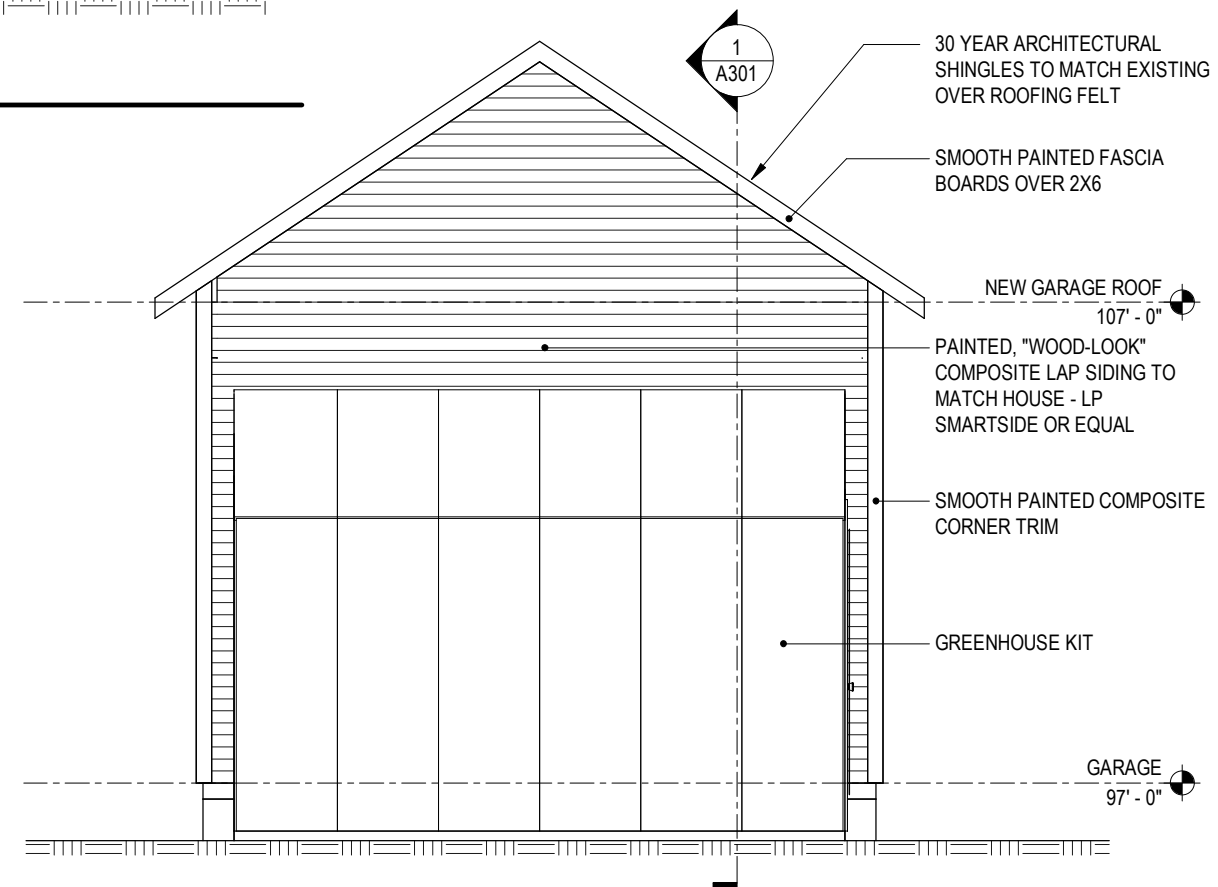 1
A301
30 YEAR ARCHITECTURAL
SHINGLES TO MATCH EXISTING
OVER ROOFING FELT
SMOOTH PAINTED FASCIA
BOARDS OVER 2X6
NEW GARAGE ROOF
107' - 0"
PAINTED, "WOOD-LOOK"
COMPOSITE LAP SIDING TO
MATCH HOUSE - LP
SMARTSIDE OR EQUAL
SMOOTH PAINTED COMPOSITE
CORNER TRIM
GREENHOUSE KIT
GARAGE
97' - 0"